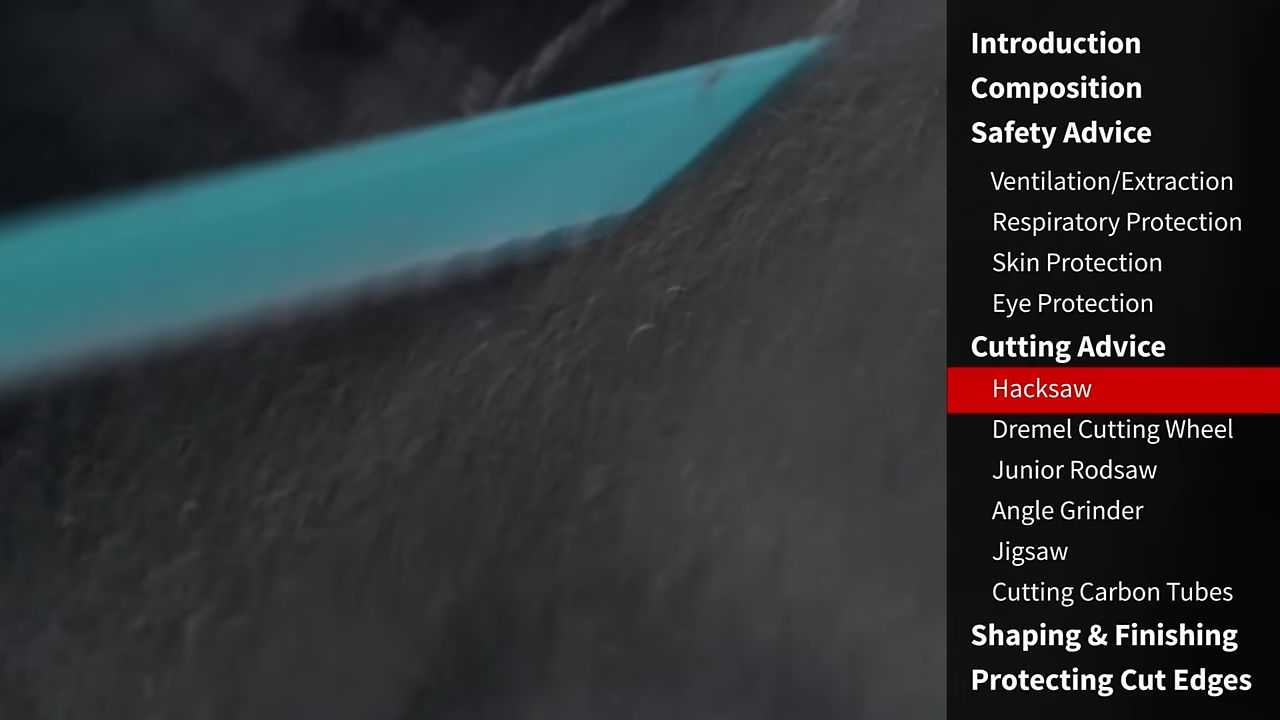 Introduction
Composition
Safety Advice
Ventilation/Extraction
Respiratory Protection
Skin Protection
Eye Protection
Cutting Advice
Hacksaw
Dremel Cutting Wheel
Junior Rodsaw
Angle Grinder
Jigsaw
Cutting Carbon Tubes
Shaping & Finishing
Protecting Cut Edges